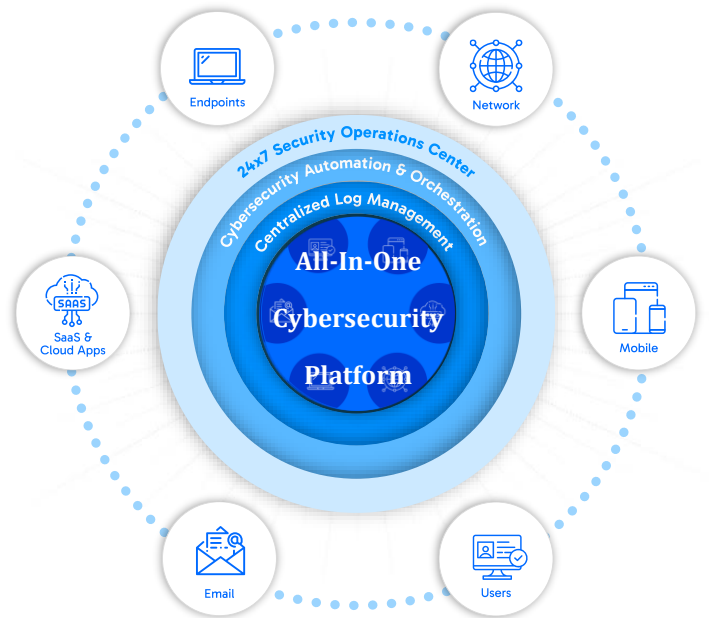 Endpoints
Network
24x7 Security Operations Center
Cybersecurity Automation & Orchestration
Centralized Log Management
All-In-One
Cybersecurity
Platform
SAAS
SaaS &
Cloud Apps
Mobile
Email
Users